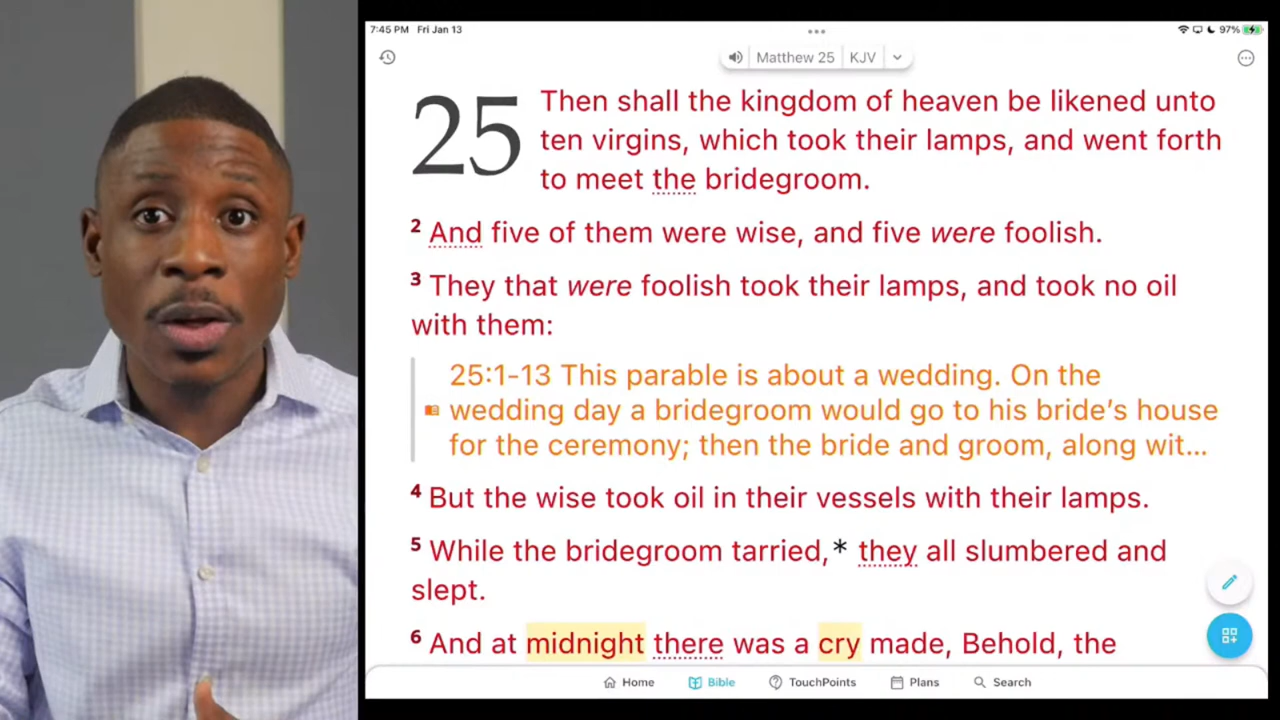 7:45 PM Fri Jan 13
97%
Matthew 25 KJV
25 Then shall the kingdom of heaven be likened unto
ten virgins, which took their lamps, and went forth
to meet the bridegroom.
2 And five of them were wise, and five were foolish.
3 They that were foolish took their lamps, and took no oil
with them:
25:1-13 This parable is about a wedding. On the
wedding day a bridegroom would go to his bride’s house
for the ceremony; then the bride and groom, along wit...
4 But the wise took oil in their vessels with their lamps.
5 While the bridegroom tarried,* they all slumbered and
slept.
6 And at midnight there was a cry made, Behold, the
Home Bible TouchPoints Plans Search